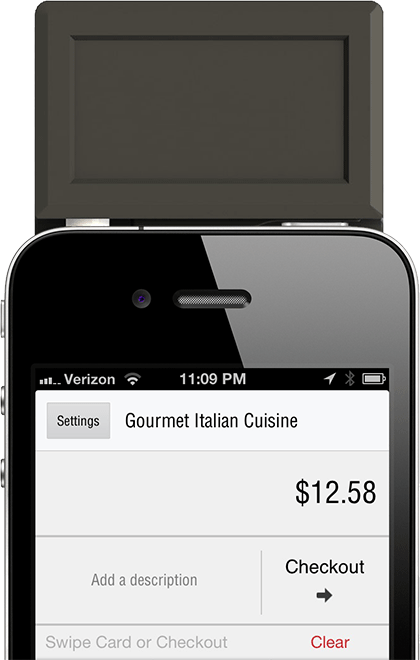 Verizon 11:09 PM
Settings Gourmet Italian Cuisine
$12.58
Add a description
Checkout
Swipe Card or Checkout Clear